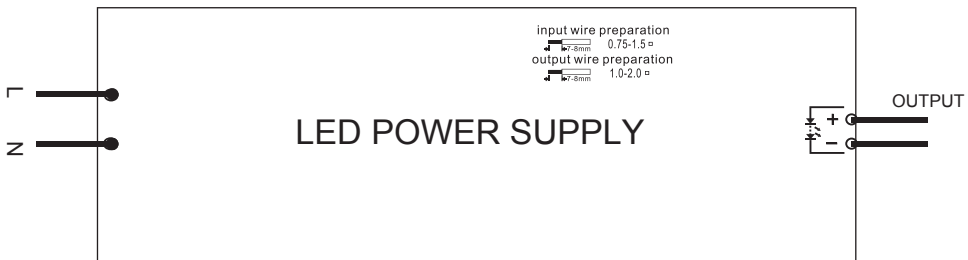 input wire preparation
7-8mm 0.75-1.5 ▫
output wire preparation
7-8mm 1.0-2.0 ▫
L
N
LED POWER SUPPLY
OUTPUT
+
−